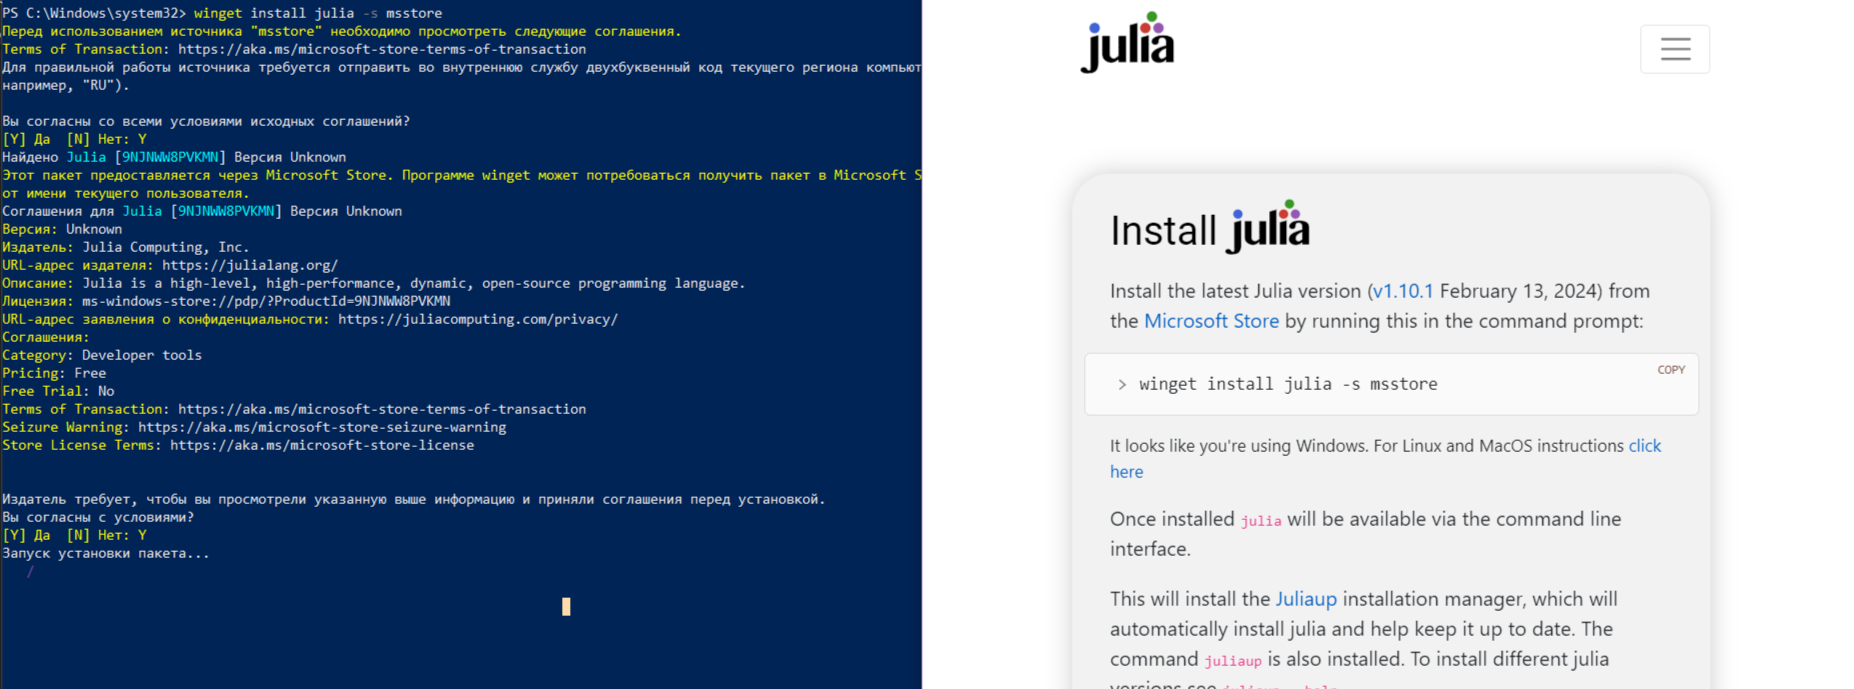 PS C:\Windows\system32> winget install julia -s msstore
Перед использованием источника "msstore" необходимо просмотреть следующие соглашения.
Terms of Transaction: https://aka.ms/microsoft-store-terms-of-transaction
Для правильной работы источника требуется отправить во внутреннюю службу двухбуквенный код текущего региона компьют
например, "RU").
Вы согласны со всеми условиями исходных соглашений?
[Y] Да  [N] Нет: Y
Найдено Julia [9NJNWW8PVKMN] Версия Unknown
Этот пакет предоставляется через Microsoft Store. Программе winget может потребоваться получить пакет в Microsoft S
от имени текущего пользователя.
Соглашения для Julia [9NJNWW8PVKMN] Версия Unknown
Версия: Unknown
Издатель: Julia Computing, Inc.
URL-адрес издателя: https://julialang.org/
Описание: Julia is a high-level, high-performance, dynamic, open-source programming language.
Лицензия: ms-windows-store://pdp/?ProductId=9NJNWW8PVKMN
URL-адрес заявления о конфиденциальности: https://juliacomputing.com/privacy/
Соглашения:
Category: Developer tools
Pricing: Free
Free Trial: No
Terms of Transaction: https://aka.ms/microsoft-store-terms-of-transaction
Seizure Warning: https://aka.ms/microsoft-store-seizure-warning
Store License Terms: https://aka.ms/microsoft-store-license
Издатель требует, чтобы вы просмотрели указанную выше информацию и приняли соглашения перед установкой.
Вы согласны с условиями?
[Y] Да  [N] Нет: Y
Запуск установки пакета...
/
julia
Install julia
Install the latest Julia version (v1.10.1 February 13, 2024) from
the Microsoft Store by running this in the command prompt:
COPY
> winget install julia -s msstore
It looks like you're using Windows. For Linux and MacOS instructions click
here
Once installed julia will be available via the command line
interface.
This will install the Juliaup installation manager, which will
automatically install julia and help keep it up to date. The
command juliaup is also installed. To install different julia
versions see